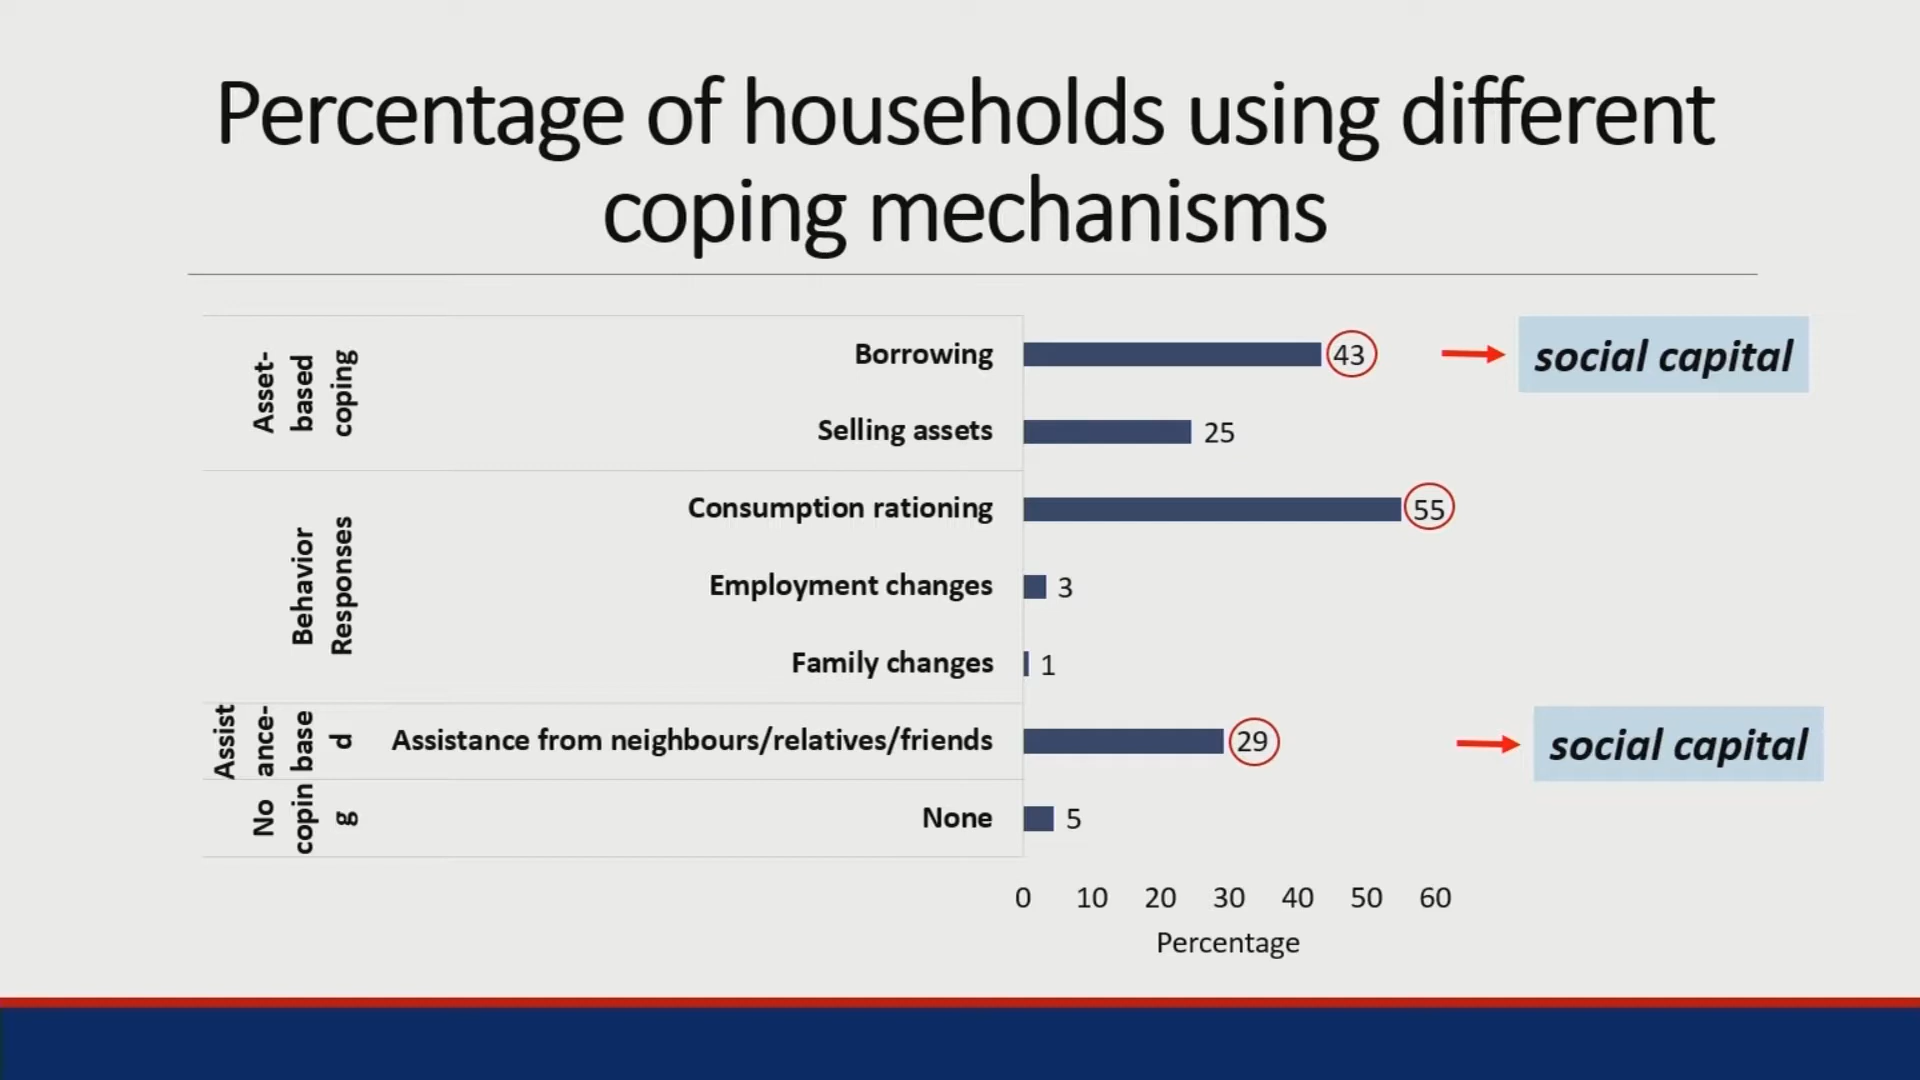 Percentage of households using different
coping mechanisms
Asset-
based
coping
Borrowing 43
social capital
Selling assets 25
Behavior
Responses
Consumption rationing 55
Employment changes 3
Family changes 1
Assist
ance-
base
d
Assistance from neighbours/relatives/friends 29
social capital
No
copin
g
None 5
0 10 20 30 40 50 60
Percentage